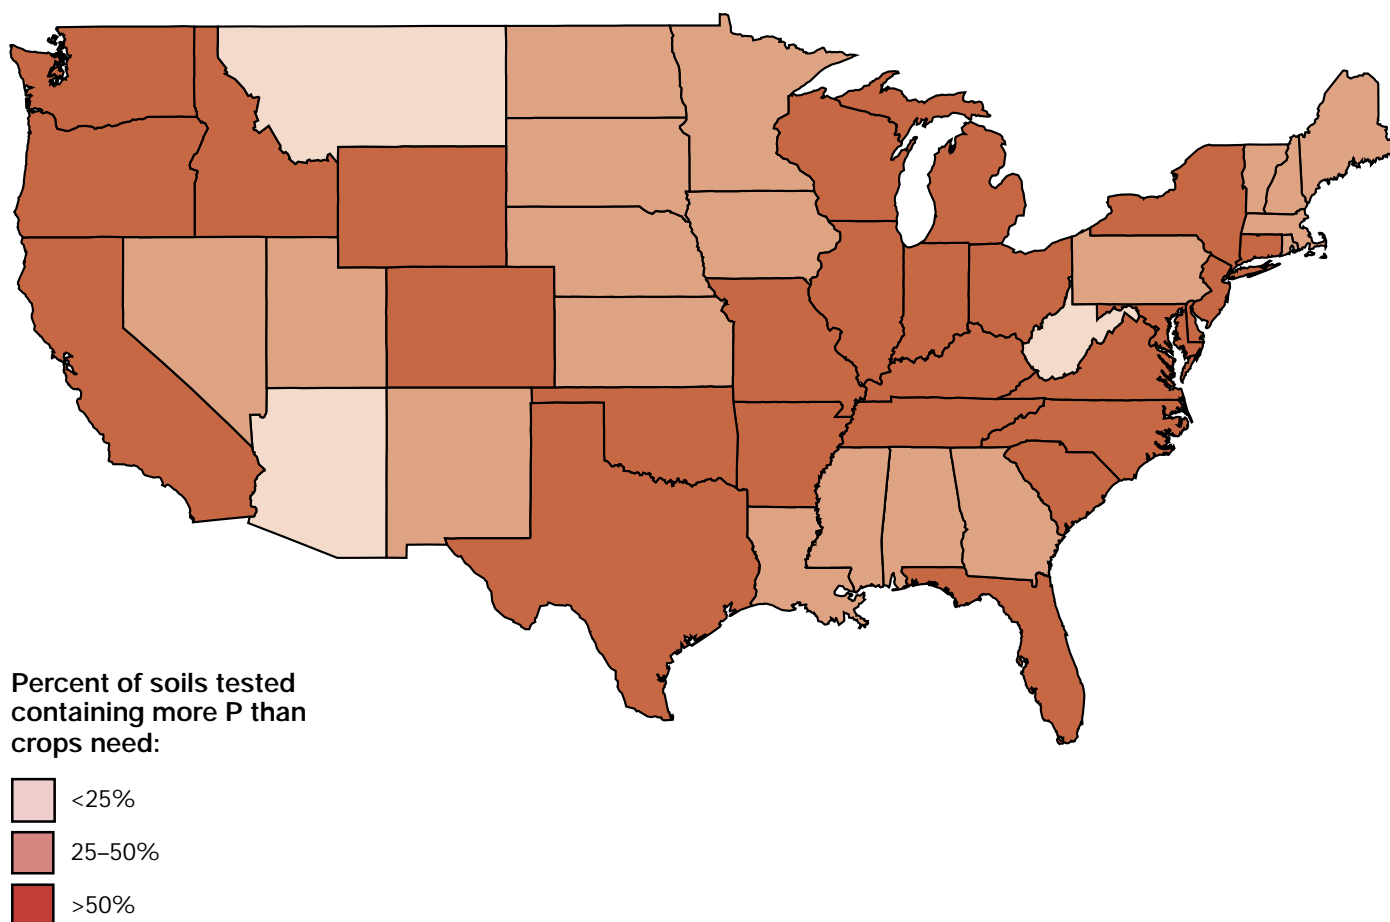 Percent of soils tested
containing more P than
crops need:
<25%
25–50%
>50%